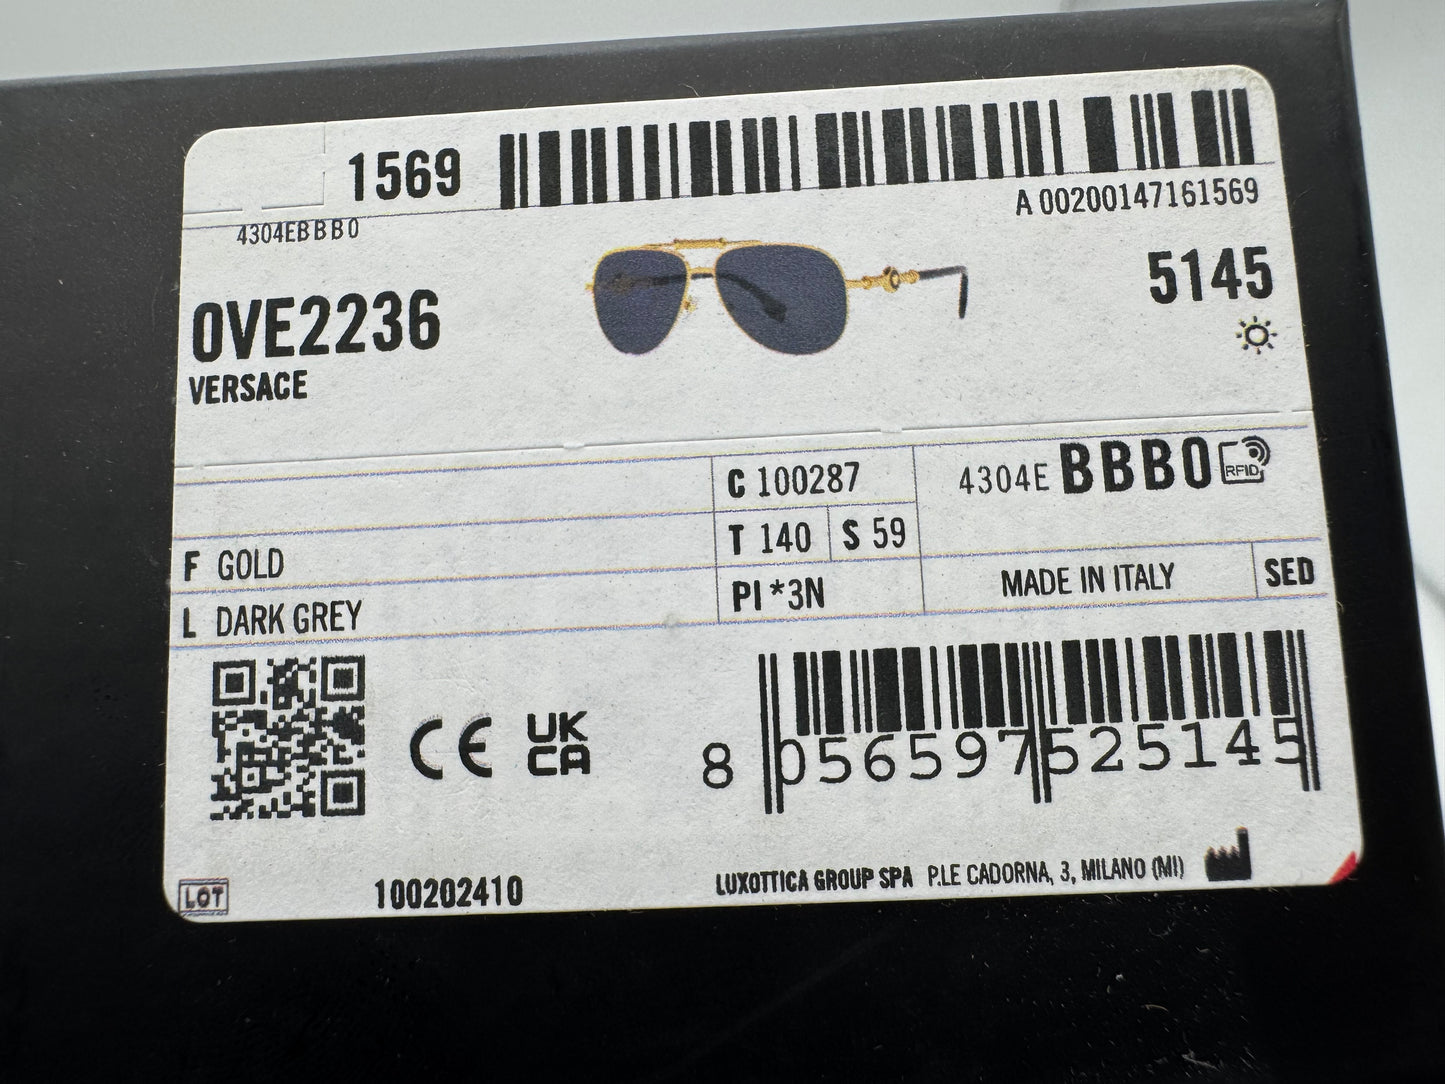 1569
A 00200147161569
4304EBBB0
0VE2236
VERSACE
5145
C 100287
4304E BBB0
RFID
F GOLD
T 140
S 59
L DARK GREY
PI *3N
MADE IN ITALY
SED
CE
UK
CA
8 056597 525145
LOT
100202410
LUXOTTICA GROUP SPA P.LE CADORNA, 3, MILANO (MI)